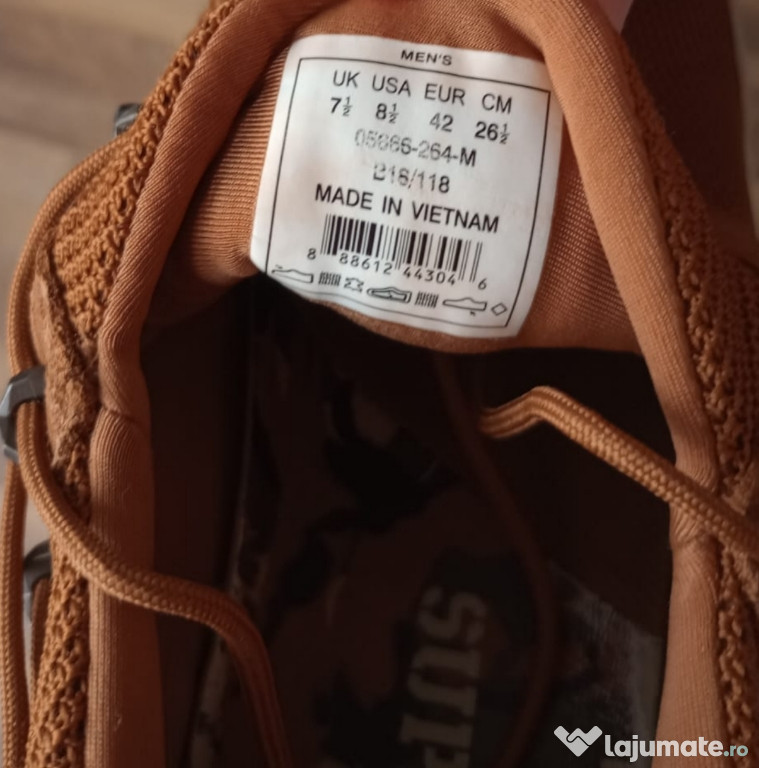 MEN'S
UK USA EUR CM
7½ 8½ 42 26½
05666-264-M
B16/118
MADE IN VIETNAM
8 88612 44304 6
SUP
lajumate.ro